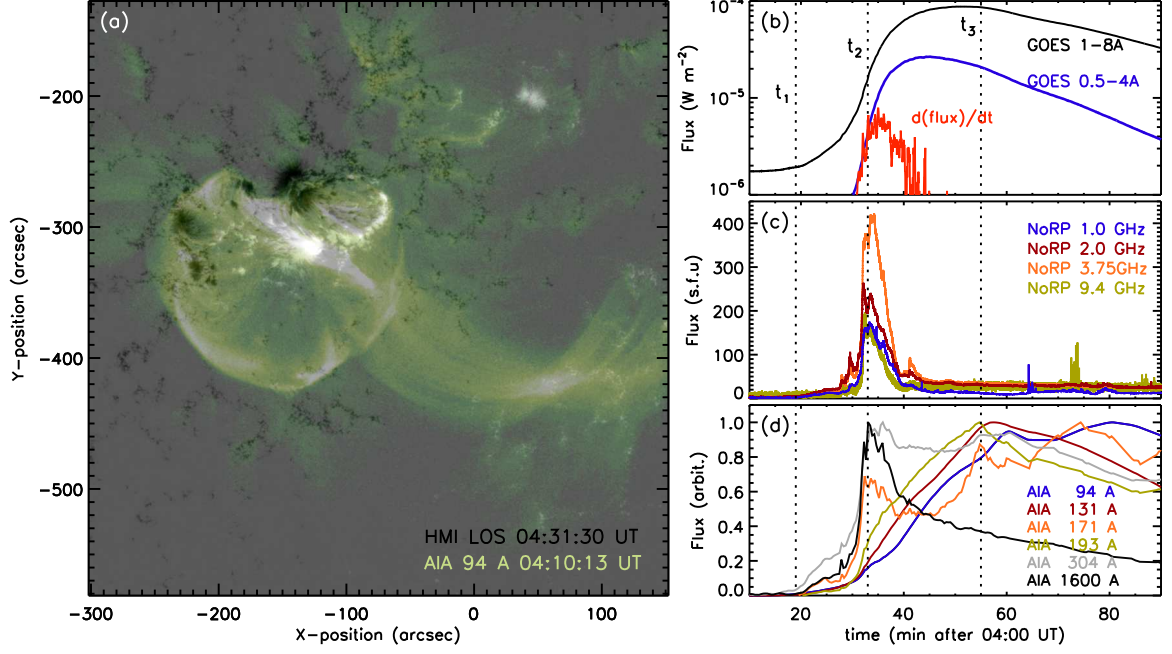 (a)
-200
-300
-400
-500
Y-position (arcsec)
HMI LOS 04:31:30 UT
AIA 94 A 04:10:13 UT
-300
-200
-100
0
100
X-position (arcsec)
(b)
10⁻⁴
10⁻⁵
10⁻⁶
Flux (W m⁻²)
t₁
t₂
t₃
GOES 1-8A
GOES 0.5-4A
d(flux)/dt
(c)
400
300
200
100
0
Flux (s.f.u)
NoRP 1.0 GHz
NoRP 2.0 GHz
NoRP 3.75GHz
NoRP 9.4 GHz
(d)
1.0
0.8
0.6
0.4
0.2
0.0
Flux (arbit.)
AIA 94 A
AIA 131 A
AIA 171 A
AIA 193 A
AIA 304 A
AIA 1600 A
20
40
60
80
time (min after 04:00 UT)